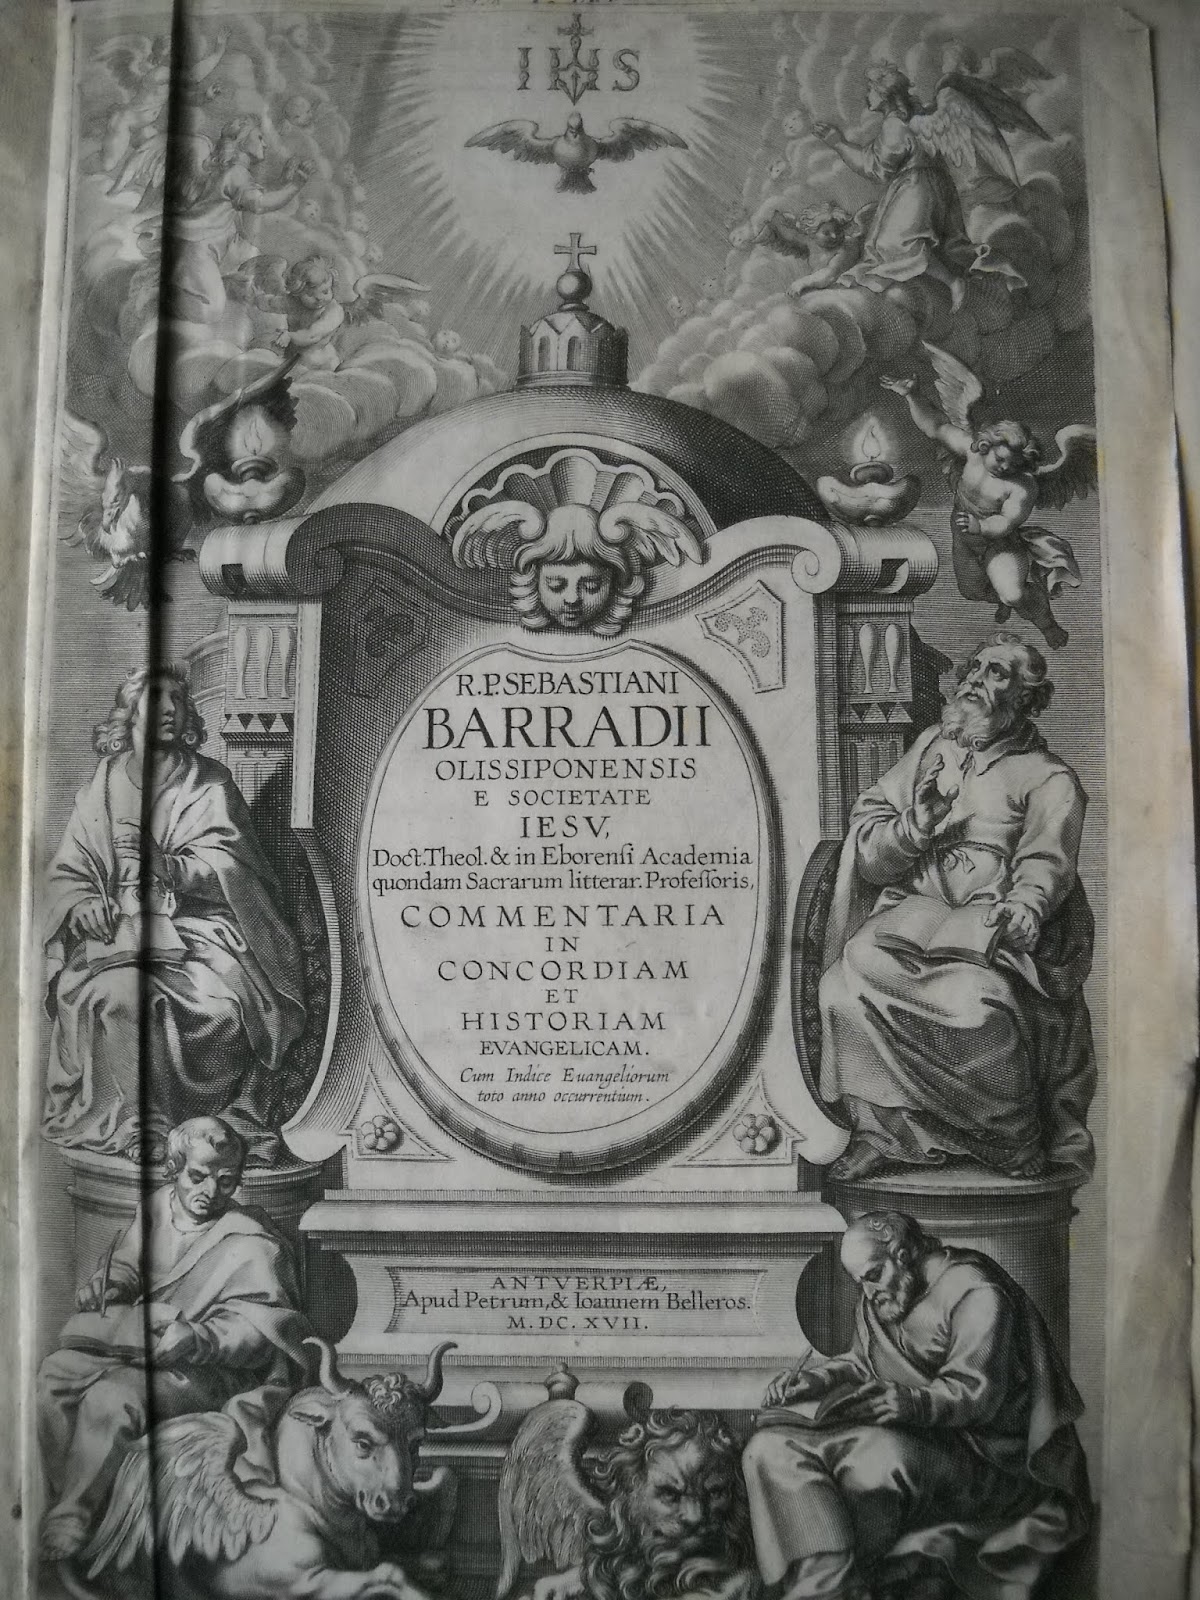 IHS
R.P. SEBASTIANI
BARRADII
OLISSIPONENSIS
E SOCIETATE
IESV,
Doct. Theol. & in Eborensi Academia
quondam Sacrarum litterar. Professoris,
COMMENTARIA
IN
CONCORDIAM
ET
HISTORIAM
EVANGELICAM.
Cum Indice Euangeliorum
toto anno occurrentium.
ANTVERPIÆ,
Apud Petrum, & Ioannem Belleros.
M. DC. XVII.